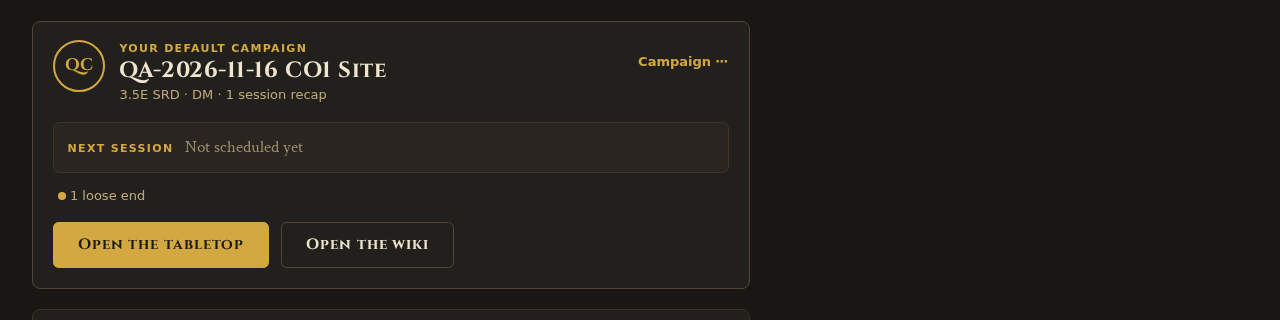 QC
YOUR DEFAULT CAMPAIGN
QA-2026-11-16 CO1 Site
3.5E SRD · DM · 1 session recap
Campaign ···
NEXT SESSION Not scheduled yet
1 loose end
Open the tabletop
Open the wiki